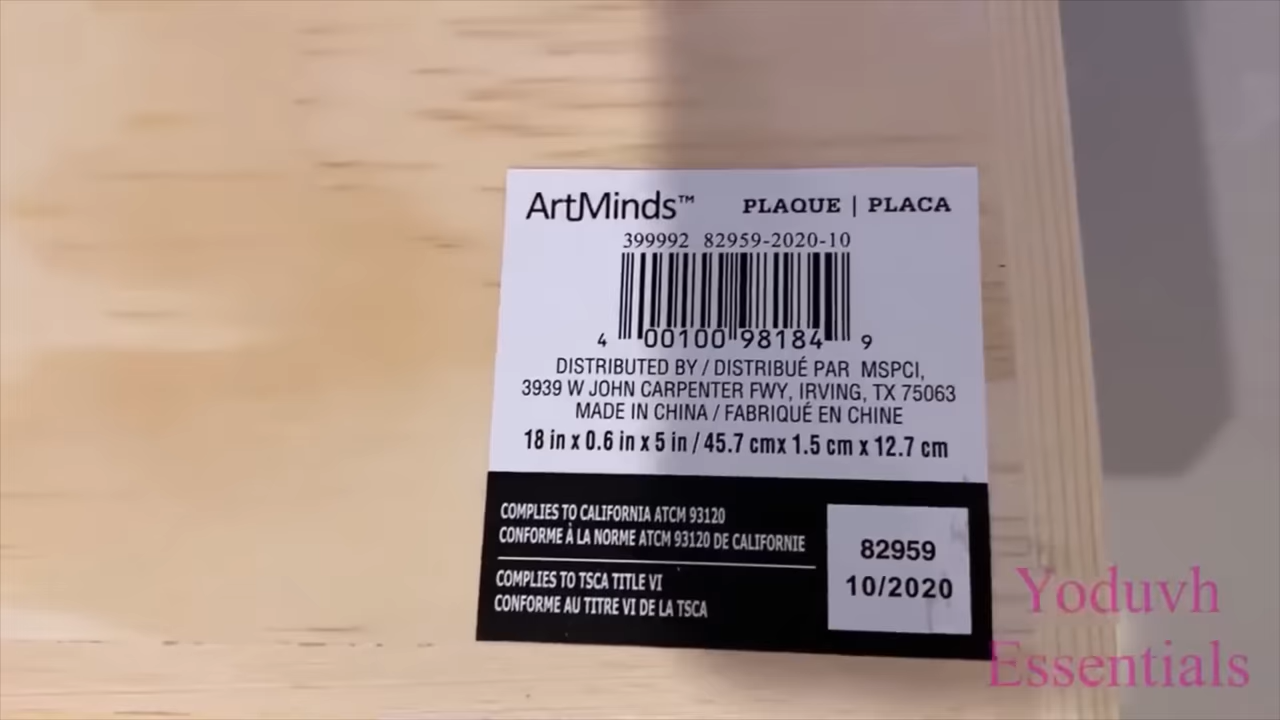 ArtMinds™ PLAQUE | PLACA
399992 82959-2020-10
4 00100 98184 9
DISTRIBUTED BY / DISTRIBUÉ PAR MSPCI,
3939 W JOHN CARPENTER FWY, IRVING, TX 75063
MADE IN CHINA / FABRIQUÉ EN CHINE
18 in x 0.6 in x 5 in / 45.7 cm x 1.5 cm x 12.7 cm
COMPLIES TO CALIFORNIA ATCM 93120
CONFORME À LA NORME ATCM 93120 DE CALIFORNIE
COMPLIES TO TSCA TITLE VI
CONFORME AU TITRE VI DE LA TSCA
82959
10/2020
Yoduvh
Essentials